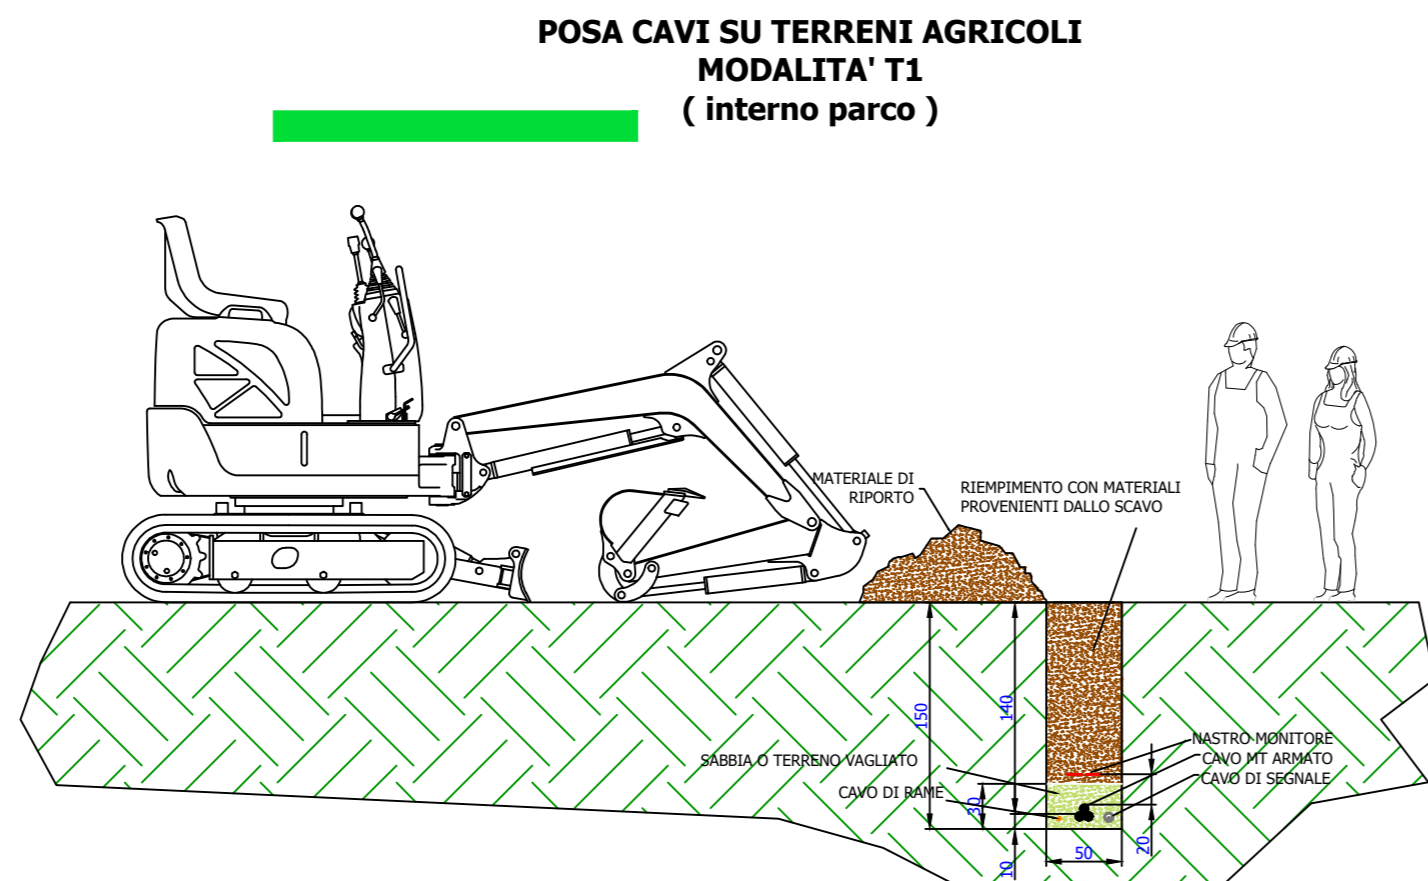 POSA CAVI SU TERRENI AGRICOLI
MODALITA' T1
( interno parco )
MATERIALE DI
RIPORTO
RIEMPIMENTO CON MATERIALI
PROVENIENTI DALLO SCAVO
150
140
NASTRO MONITORE
SABBIA O TERRENO VAGLIATO
CAVO MT ARMATO
CAVO DI SEGNALE
CAVO DI RAME
30
20
50
10